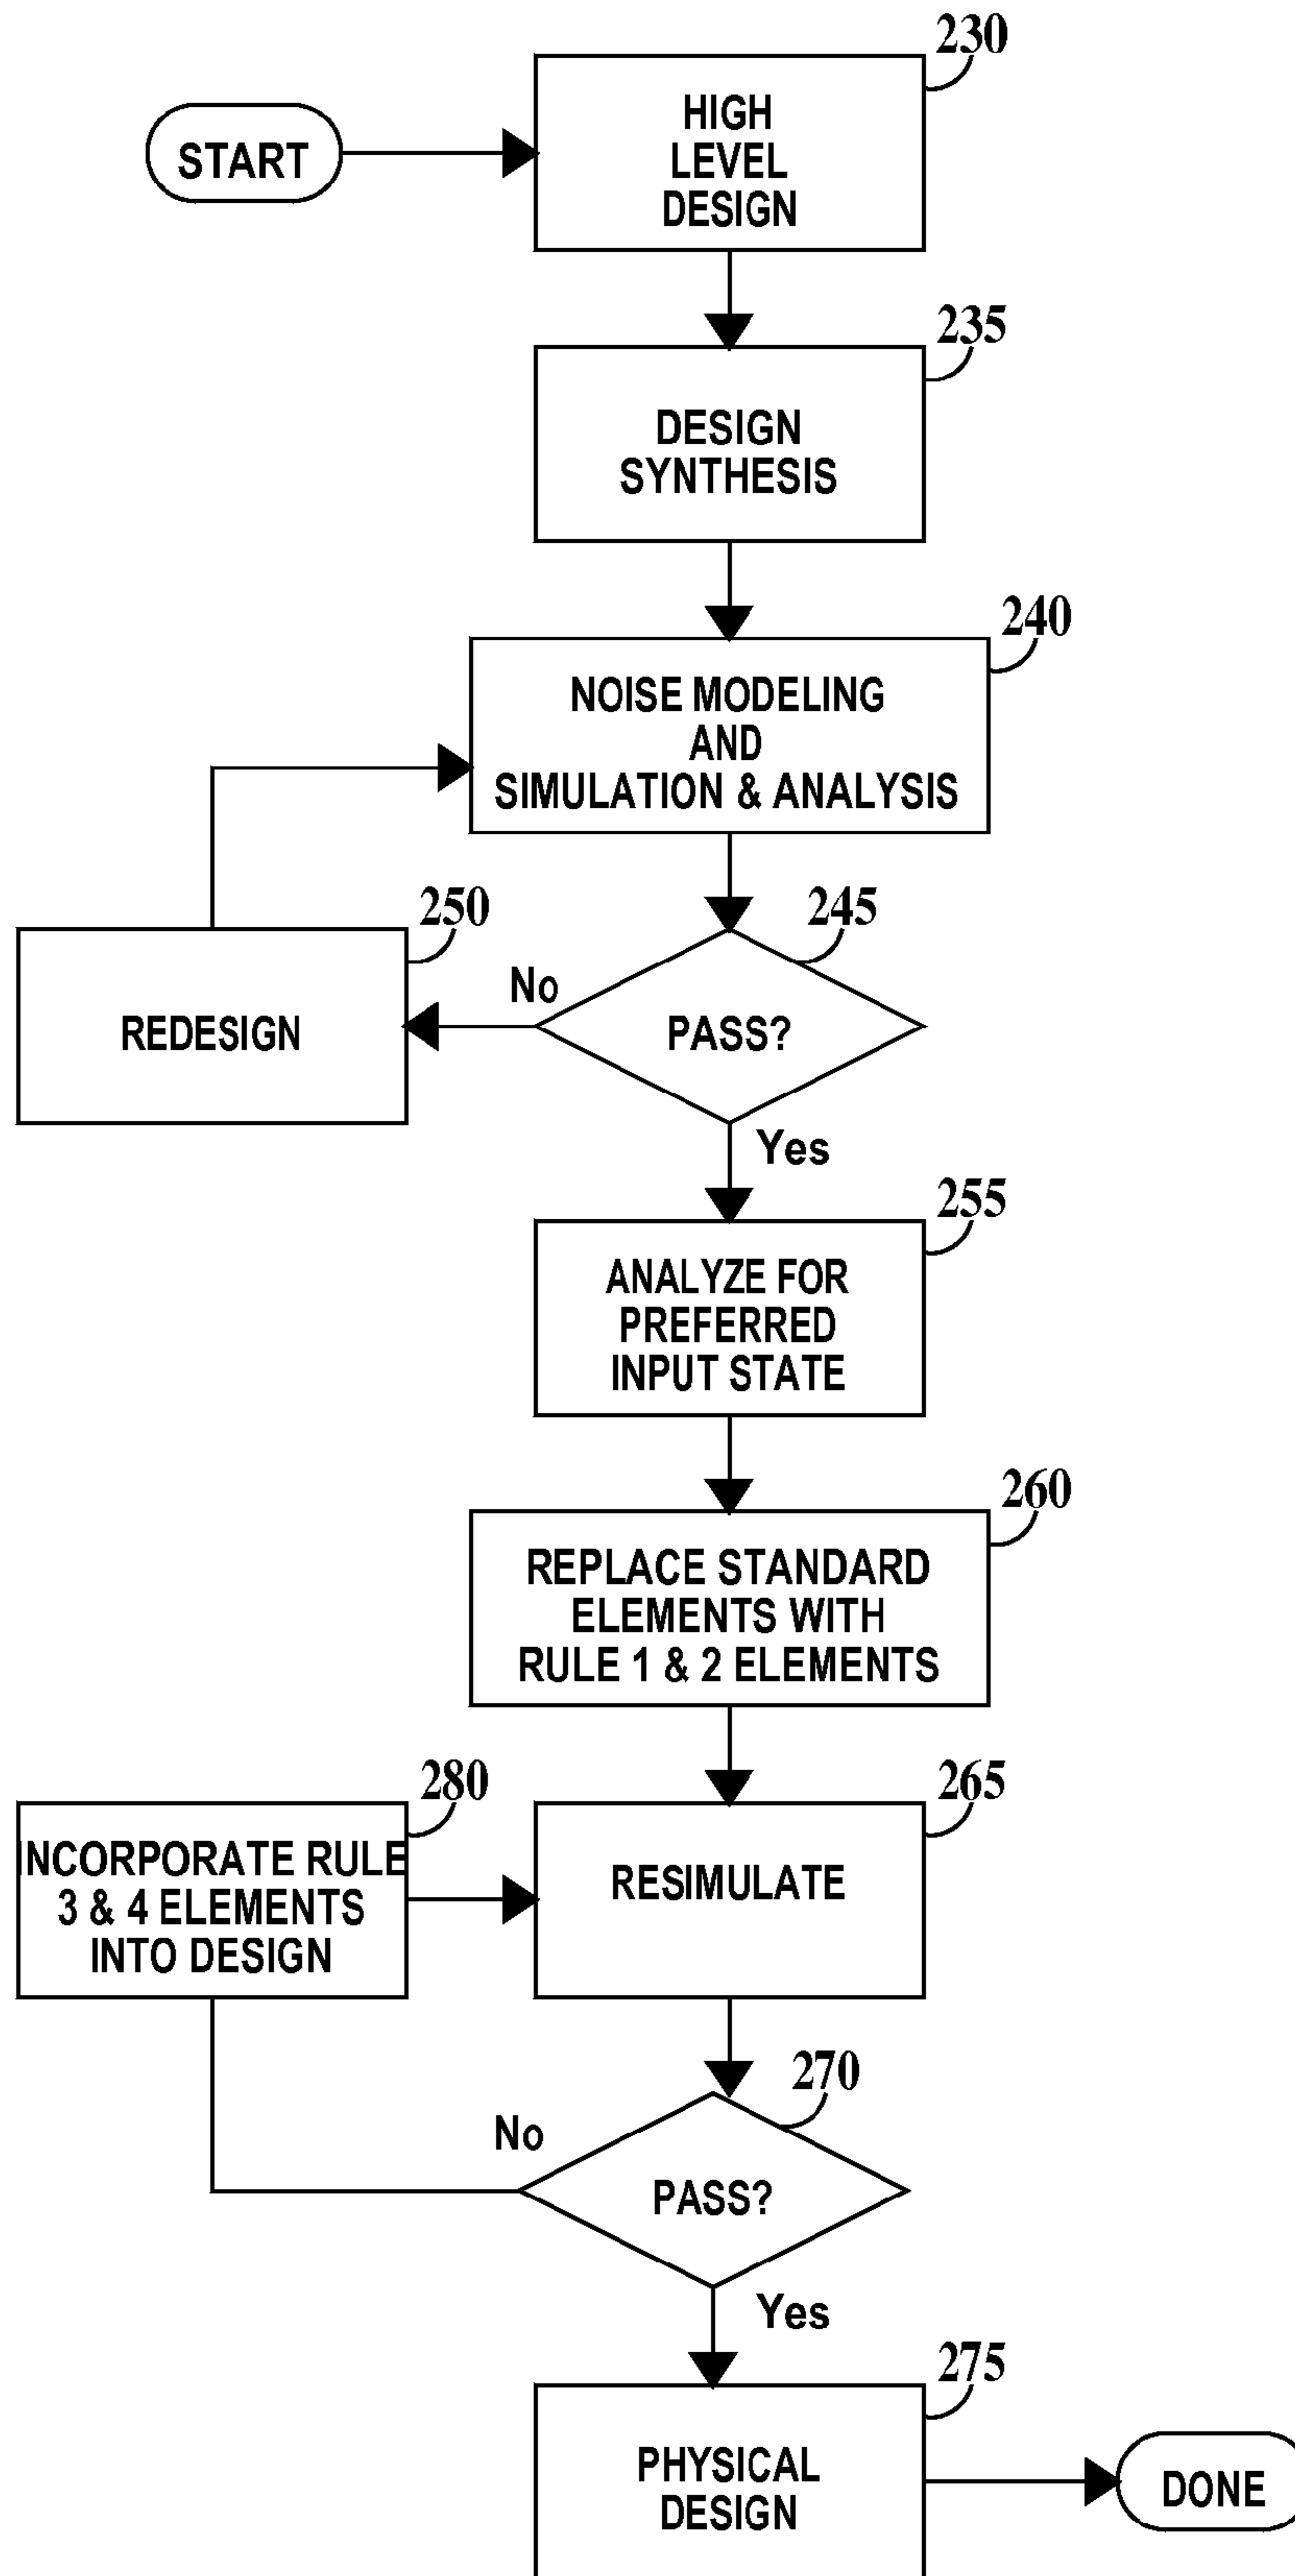 230
HIGH
LEVEL
DESIGN
START
235
DESIGN
SYNTHESIS
240
NOISE MODELING
AND
SIMULATION & ANALYSIS
250
245
No
REDESIGN
PASS?
Yes
255
ANALYZE FOR
PREFERRED
INPUT STATE
260
REPLACE STANDARD
ELEMENTS WITH
RULE 1 & 2 ELEMENTS
280
265
INCORPORATE RULE
3 & 4 ELEMENTS
INTO DESIGN
RESIMULATE
270
No
PASS?
Yes
275
PHYSICAL
DESIGN
DONE